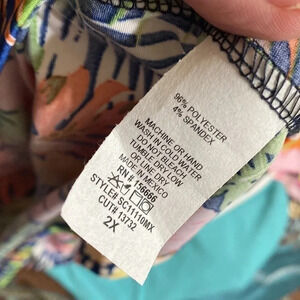 96% POLYESTER
4% SPANDEX
MACHINE OR HAND
WASH IN COLD WATER
DO NOT BLEACH
TUMBLE DRY LOW
OR LINE DRY
MADE IN MEXICO
RN# 156666
STYLE# SC11110MX
CUT# 13732
2X